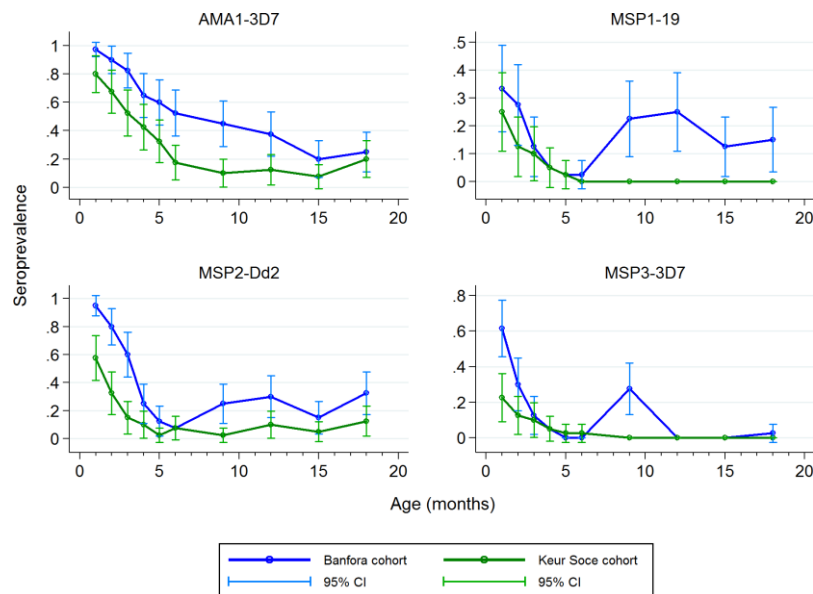 AMA1-3D7
MSP1-19
1
.8
.6
.4
.2
0
0 5 10 15 20
.5
.4
.3
.2
.1
0
0 5 10 15 20
Seroprevalence
MSP2-Dd2
MSP3-3D7
1
.8
.6
.4
.2
0
0 5 10 15 20
.8
.6
.4
.2
0
0 5 10 15 20
Age (months)
Banfora cohort Keur Soce cohort
95% CI 95% CI